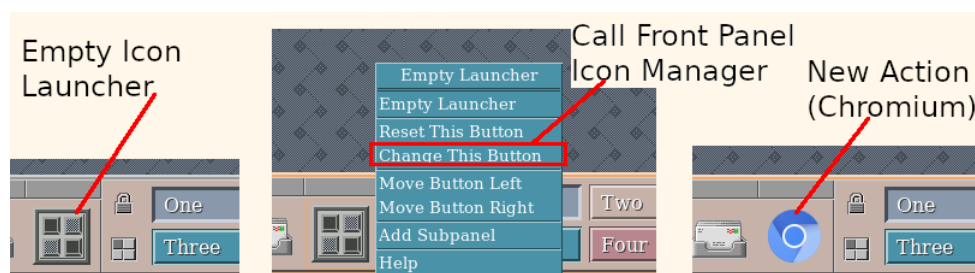 Empty Icon
Launcher
One
Three
Call Front Panel
Icon Manager
Empty Launcher
Empty Launcher
Reset This Button
Change This Button
Move Button Left
Move Button Right
Add Subpanel
Help
Two
Four
New Action
(Chromium)
One
Three